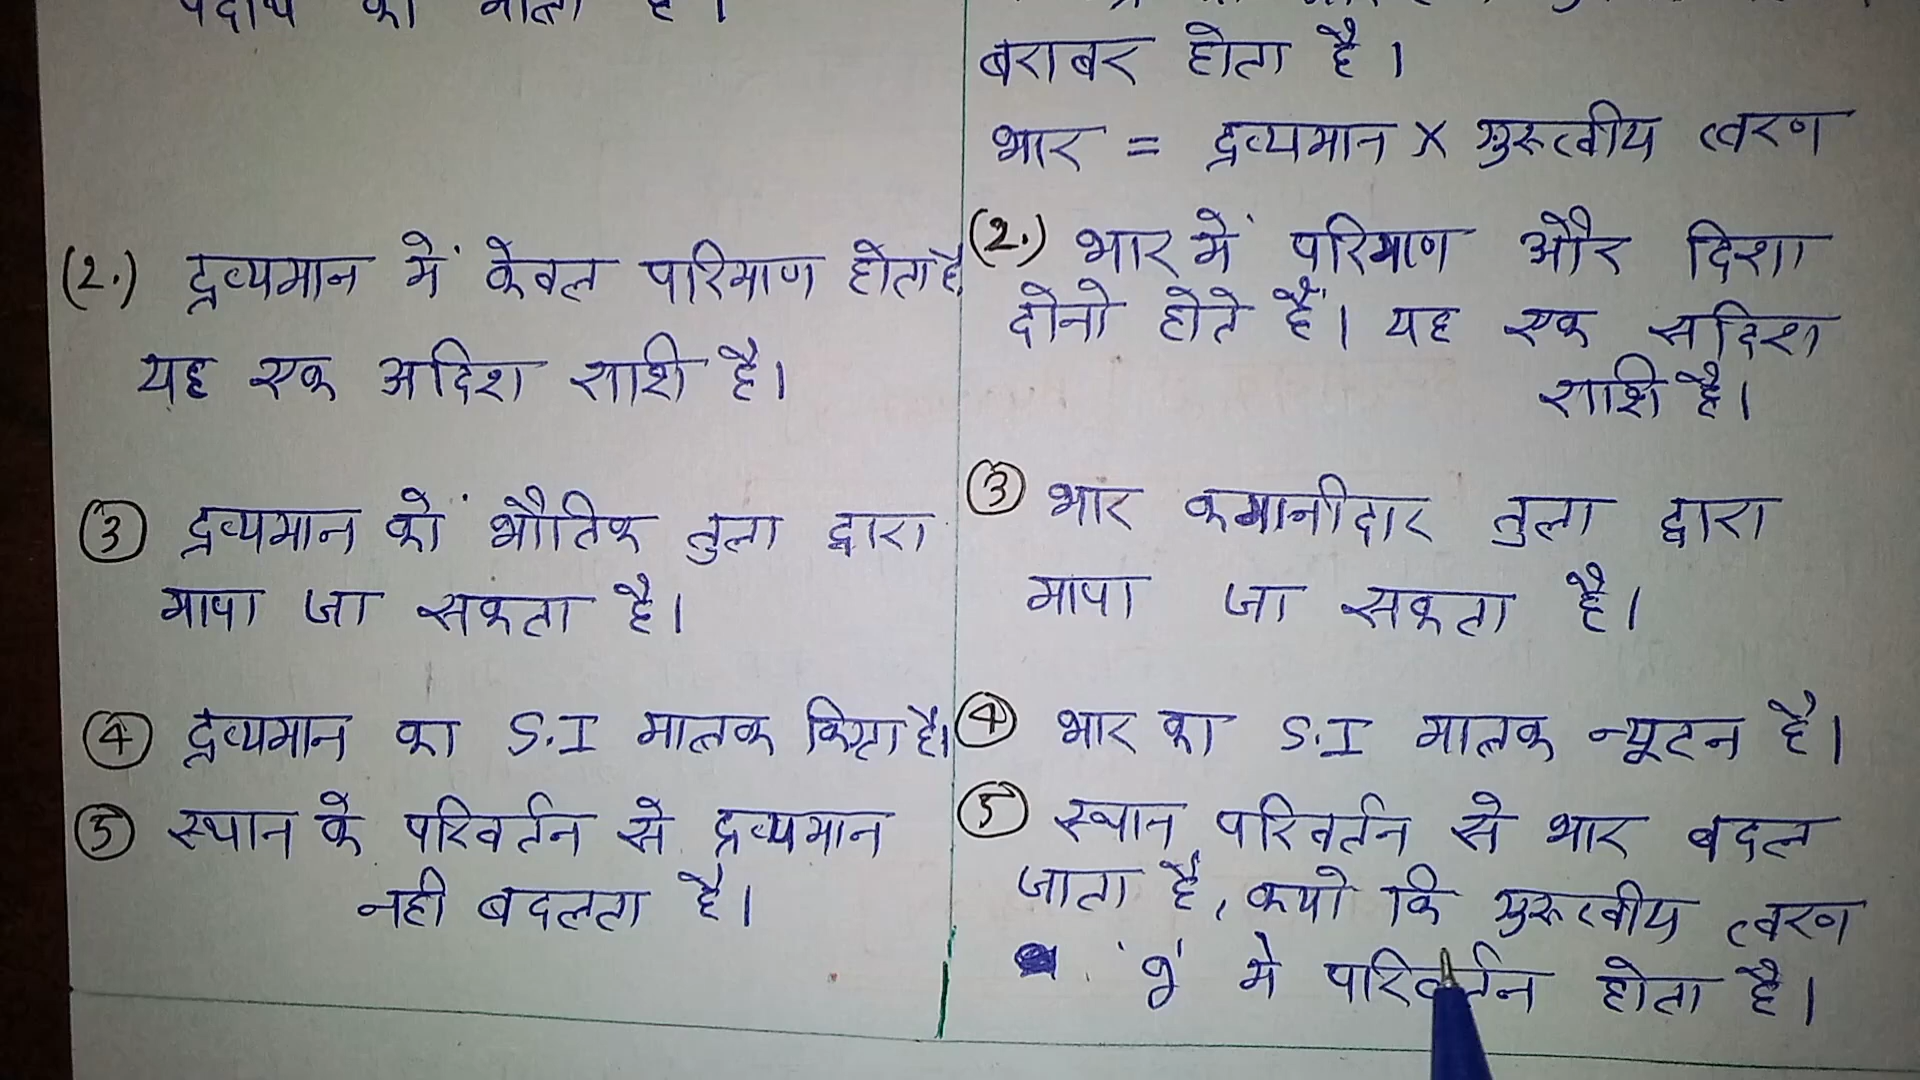 पदार्थ की मात्रा है।
(2.) द्रव्यमान में केवल परिमाण होता है,
यह एक अदिश राशी है।
③ द्रव्यमान को भौतिक तुला द्वारा
मापा जा सकता है।
④ द्रव्यमान का S.I मात्रक किग्रा है।
⑤ स्थान के परिवर्तन से द्रव्यमान
नही बदलता है।
बराबर होता है।
भार = द्रव्यमान × गुरुत्वीय त्वरण
(2.) भार में परिमाण और दिशा
दोनो होते हैं। यह एक सदिश
राशि है।
③ भार कमानीदार तुला द्वारा
मापा जा सकता है।
④ भार का S.I मात्रक न्यूटन है।
⑤ स्थान परिवर्तन से भार बदल
जाता है, क्यो कि गुरुत्वीय त्वरण
'g' मे परिवर्तन होता है।